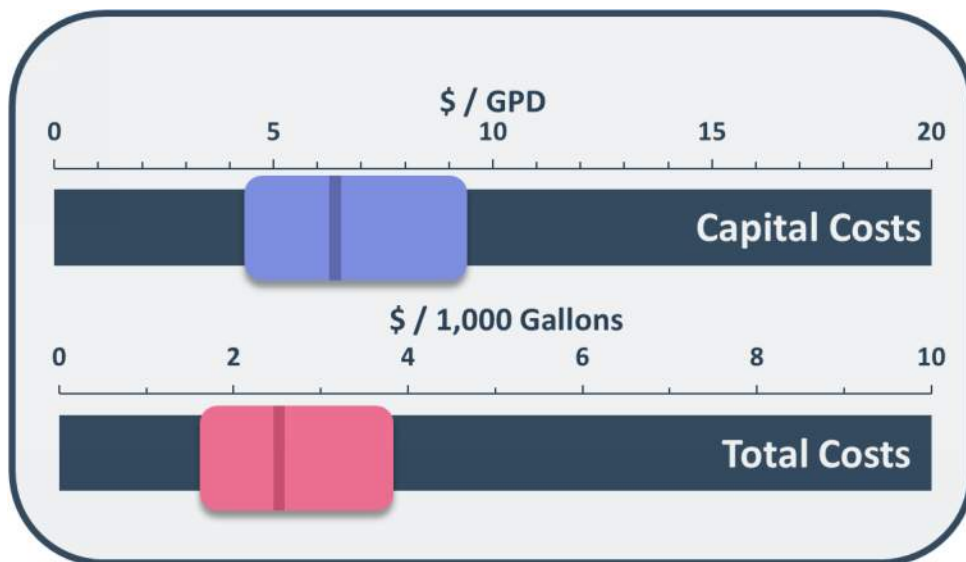 $ / GPD
0 5 10 15 20
Capital Costs
$ / 1,000 Gallons
0 2 4 6 8 10
Total Costs